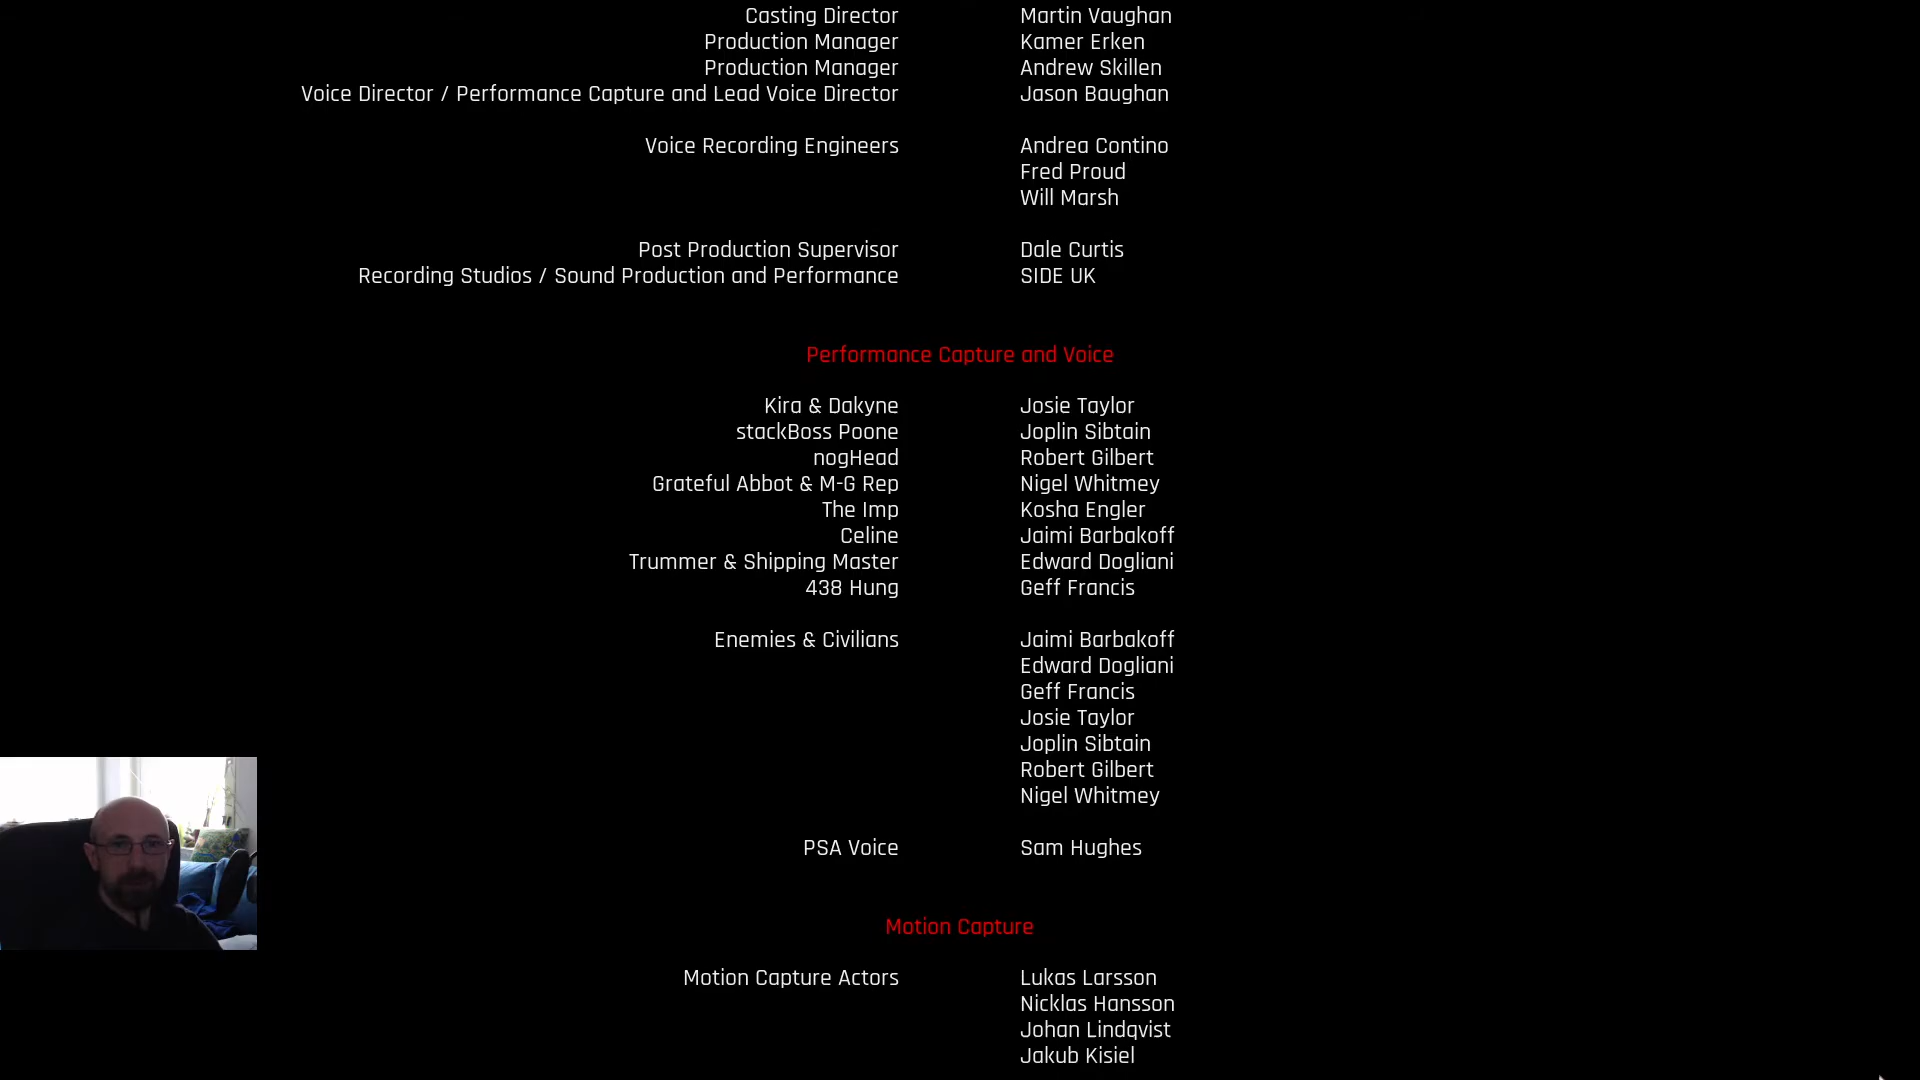 Casting Director Martin Vaughan
Production Manager Kamer Erken
Production Manager Andrew Skillen
Voice Director / Performance Capture and Lead Voice Director Jason Baughan
Voice Recording Engineers Andrea Contino
Fred Proud
Will Marsh
Post Production Supervisor Dale Curtis
Recording Studios / Sound Production and Performance SIDE UK
Performance Capture and Voice
Kira & Dakyne Josie Taylor
stackBoss Poone Joplin Sibtain
nogHead Robert Gilbert
Grateful Abbot & M-G Rep Nigel Whitmey
The Imp Kosha Engler
Celine Jaimi Barbakoff
Trummer & Shipping Master Edward Dogliani
438 Hung Geff Francis
Enemies & Civilians Jaimi Barbakoff
Edward Dogliani
Geff Francis
Josie Taylor
Joplin Sibtain
Robert Gilbert
Nigel Whitmey
PSA Voice Sam Hughes
Motion Capture
Motion Capture Actors Lukas Larsson
Nicklas Hansson
Johan Lindqvist
Jakub Kisiel